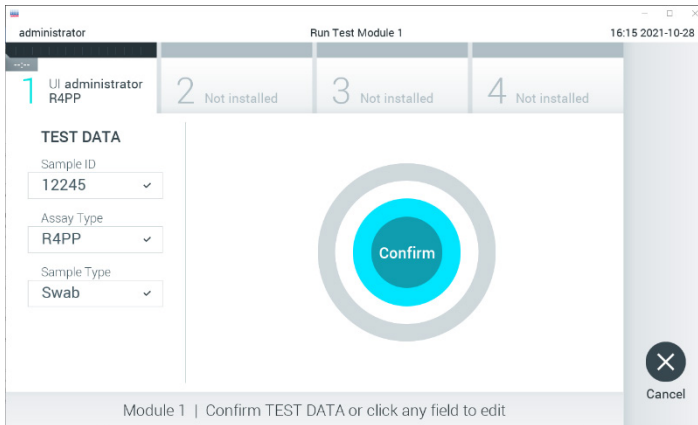 administrator
Run Test Module 1
16:15 2021-10-28
--:--
1
UI administrator
R4PP
2 Not installed
3 Not installed
4 Not installed
TEST DATA
Sample ID
12245
Assay Type
R4PP
Sample Type
Swab
Confirm
Cancel
Module 1 | Confirm TEST DATA or click any field to edit